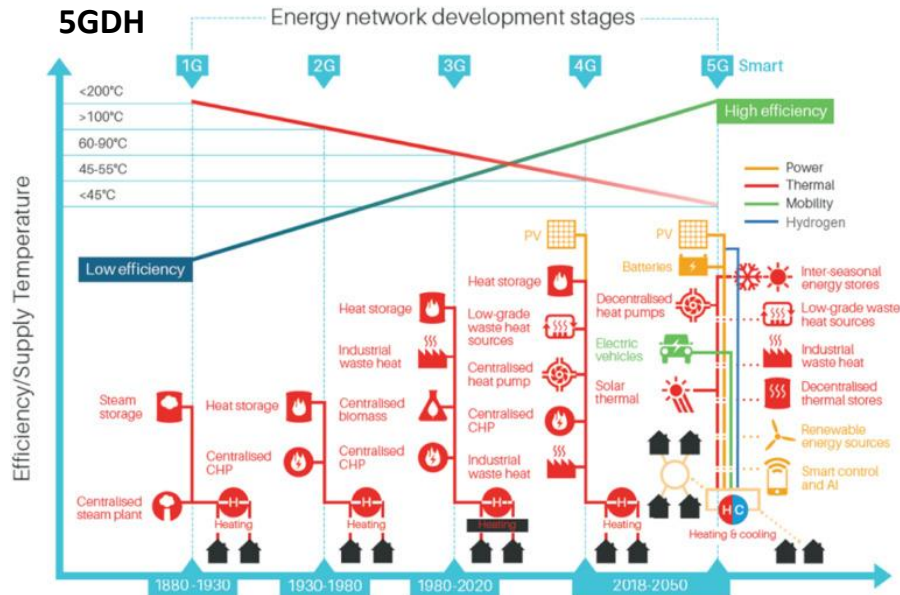 5GDH
Energy network development stages
1G
2G
3G
4G
5G
Smart
<200°C
>100°C
60-90°C
45-55°C
<45°C
Efficiency/Supply Temperature
Low efficiency
High efficiency
Power
Thermal
Mobility
Hydrogen
Steam
storage
Centralised
steam plant
Heating
Heat storage
Centralised
CHP
Heating
Heat storage
Industrial
waste heat
Centralised
biomass
Centralised
CHP
Heating
PV
Heat storage
Low-grade
waste heat
sources
Centralised
heat pump
Centralised
CHP
Industrial
waste heat
Heating
PV
Batteries
Decentralised
heat pumps
Electric
vehicles
Solar
thermal
Inter-seasonal
energy stores
Low-grade waste
heat sources
Industrial
waste heat
Decentralised
thermal stores
Renewable
energy sources
Smart control
and AI
H
H
H
H
H C
Heating & cooling
1880-1930
1930-1980
1980-2020
2018-2050